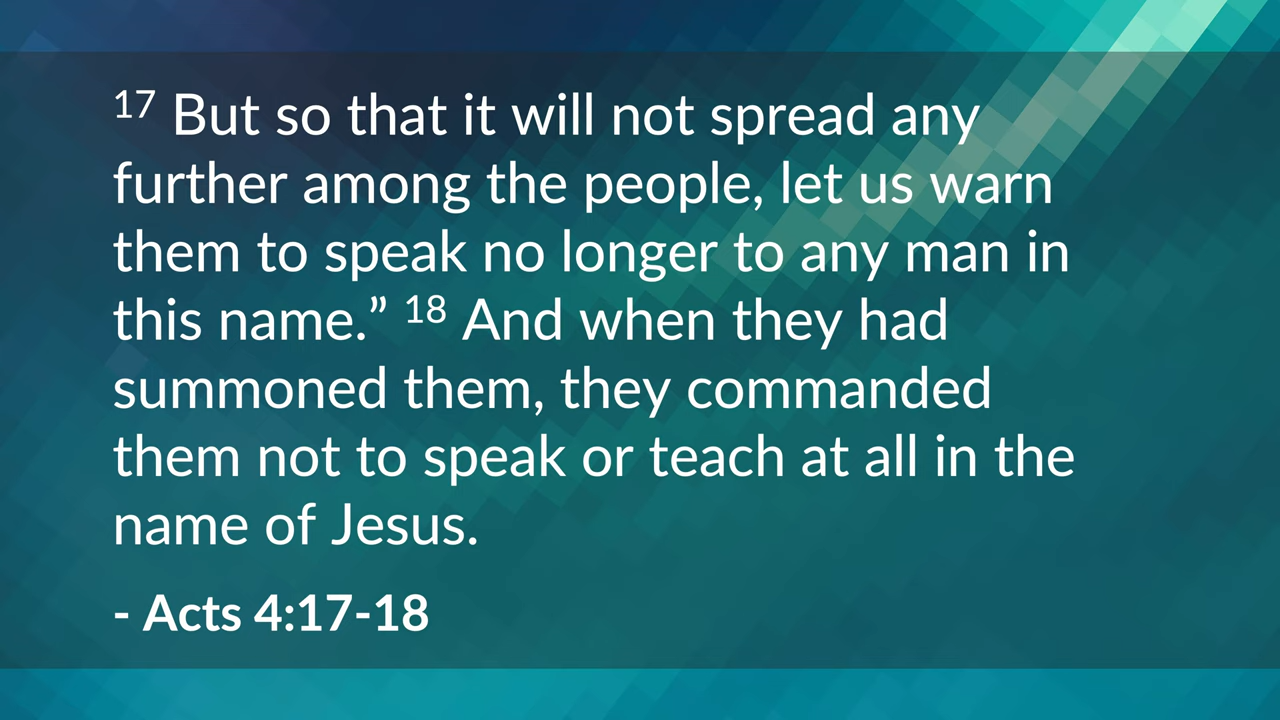 17 But so that it will not spread any
further among the people, let us warn
them to speak no longer to any man in
this name.” 18 And when they had
summoned them, they commanded
them not to speak or teach at all in the
name of Jesus.
- Acts 4:17-18